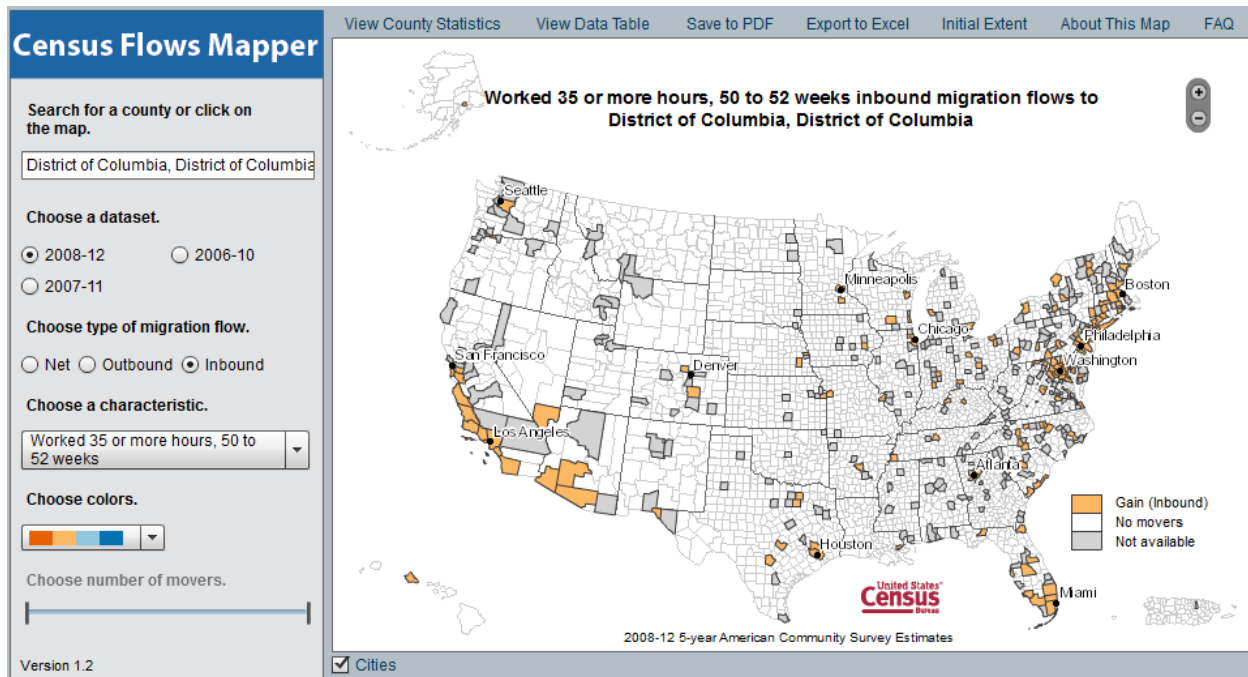 View County Statistics
View Data Table
Save to PDF
Export to Excel
Initial Extent
About This Map
FAQ
Census Flows Mapper
Search for a county or click on
the map.
District of Columbia, District of Columbia
Choose a dataset.
2008-12
2006-10
2007-11
Choose type of migration flow.
Net
Outbound
Inbound
Choose a characteristic.
Worked 35 or more hours, 50 to
52 weeks
Choose colors.
Choose number of movers.
Version 1.2
Worked 35 or more hours, 50 to 52 weeks inbound migration flows to
District of Columbia, District of Columbia
Seattle
Minneapolis
Boston
Chicago
Philadelphia
San Francisco
Denver
Washington
Los Angeles
Atlanta
Houston
Miami
Gain (Inbound)
No movers
Not available
United States®
Census
Bureau
2008-12 5-year American Community Survey Estimates
Cities